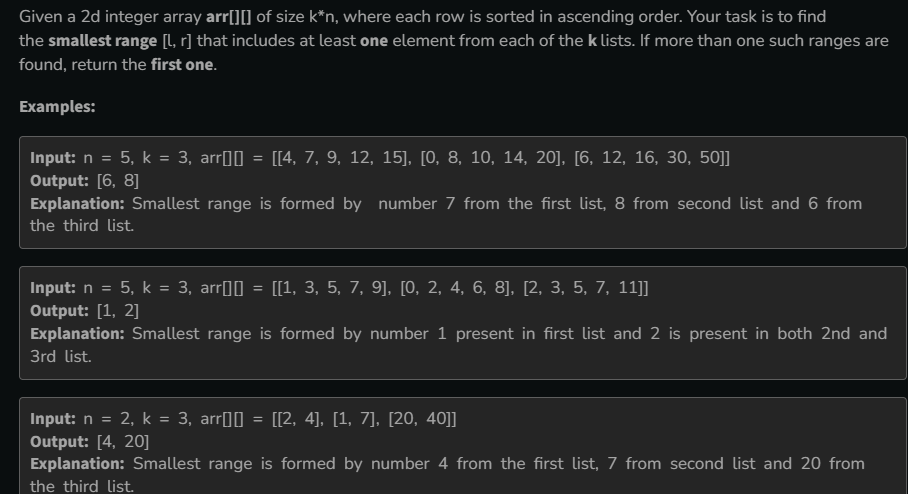 Given a 2d integer array arr[][] of size k*n, where each row is sorted in ascending order. Your task is to find
the smallest range [l, r] that includes at least one element from each of the k lists. If more than one such ranges are
found, return the first one.
Examples:
Input: n = 5, k = 3, arr[][] = [[4, 7, 9, 12, 15], [0, 8, 10, 14, 20], [6, 12, 16, 30, 50]]
Output: [6, 8]
Explanation: Smallest range is formed by  number 7 from the first list, 8 from second list and 6 from
the third list.
Input: n = 5, k = 3, arr[][] = [[1, 3, 5, 7, 9], [0, 2, 4, 6, 8], [2, 3, 5, 7, 11]]
Output: [1, 2]
Explanation: Smallest range is formed by number 1 present in first list and 2 is present in both 2nd and
3rd list.
Input: n = 2, k = 3, arr[][] = [[2, 4], [1, 7], [20, 40]]
Output: [4, 20]
Explanation: Smallest range is formed by number 4 from the first list, 7 from second list and 20 from
the third list.